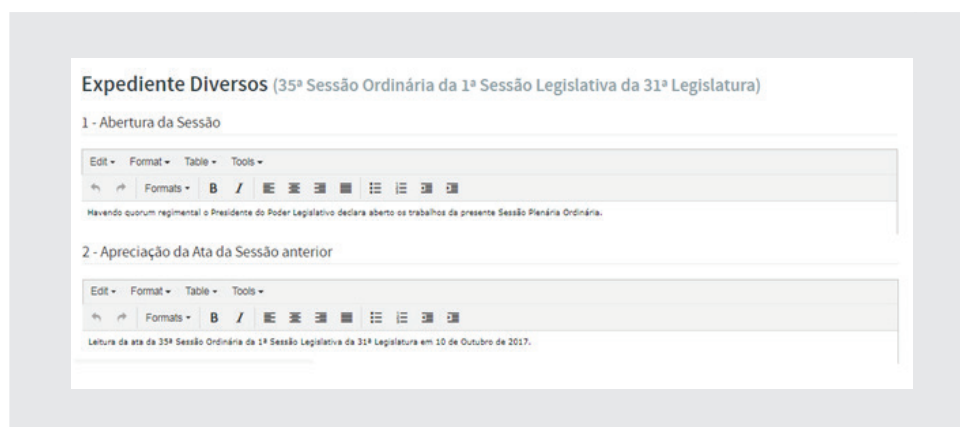 Expediente Diversos (35ª Sessão Ordinária da 1ª Sessão Legislativa da 31ª Legislatura)
1 - Abertura da Sessão
Edit Format Table Tools
Formats B I
Havendo quorum regimental o Presidente do Poder Legislativo declara aberto os trabalhos da presente Sessão Plenária Ordinária.
2 - Apreciação da Ata da Sessão anterior
Edit Format Table Tools
Formats B I
Leitura da ata da 35ª Sessão Ordinária da 1ª Sessão Legislativa da 31ª Legislatura em 10 de Outubro de 2017.